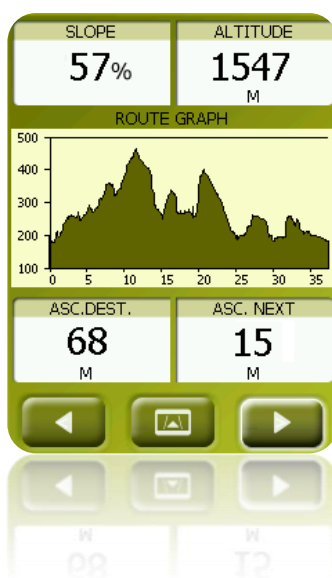 SLOPE ALTITUDE
57% 1547
M
ROUTE GRAPH
500
400
300
200
100
0 5 10 15 20 25 30 35
ASC.DEST. ASC. NEXT
68 15
M M